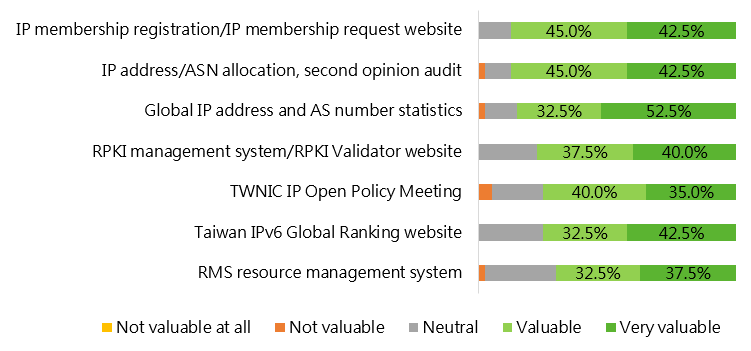 IP membership registration/IP membership request website 45.0% 42.5%
IP address/ASN allocation, second opinion audit 45.0% 42.5%
Global IP address and AS number statistics 32.5% 52.5%
RPKI management system/RPKI Validator website 37.5% 40.0%
TWNIC IP Open Policy Meeting 40.0% 35.0%
Taiwan IPv6 Global Ranking website 32.5% 42.5%
RMS resource management system 32.5% 37.5%
Not valuable at all Not valuable Neutral Valuable Very valuable